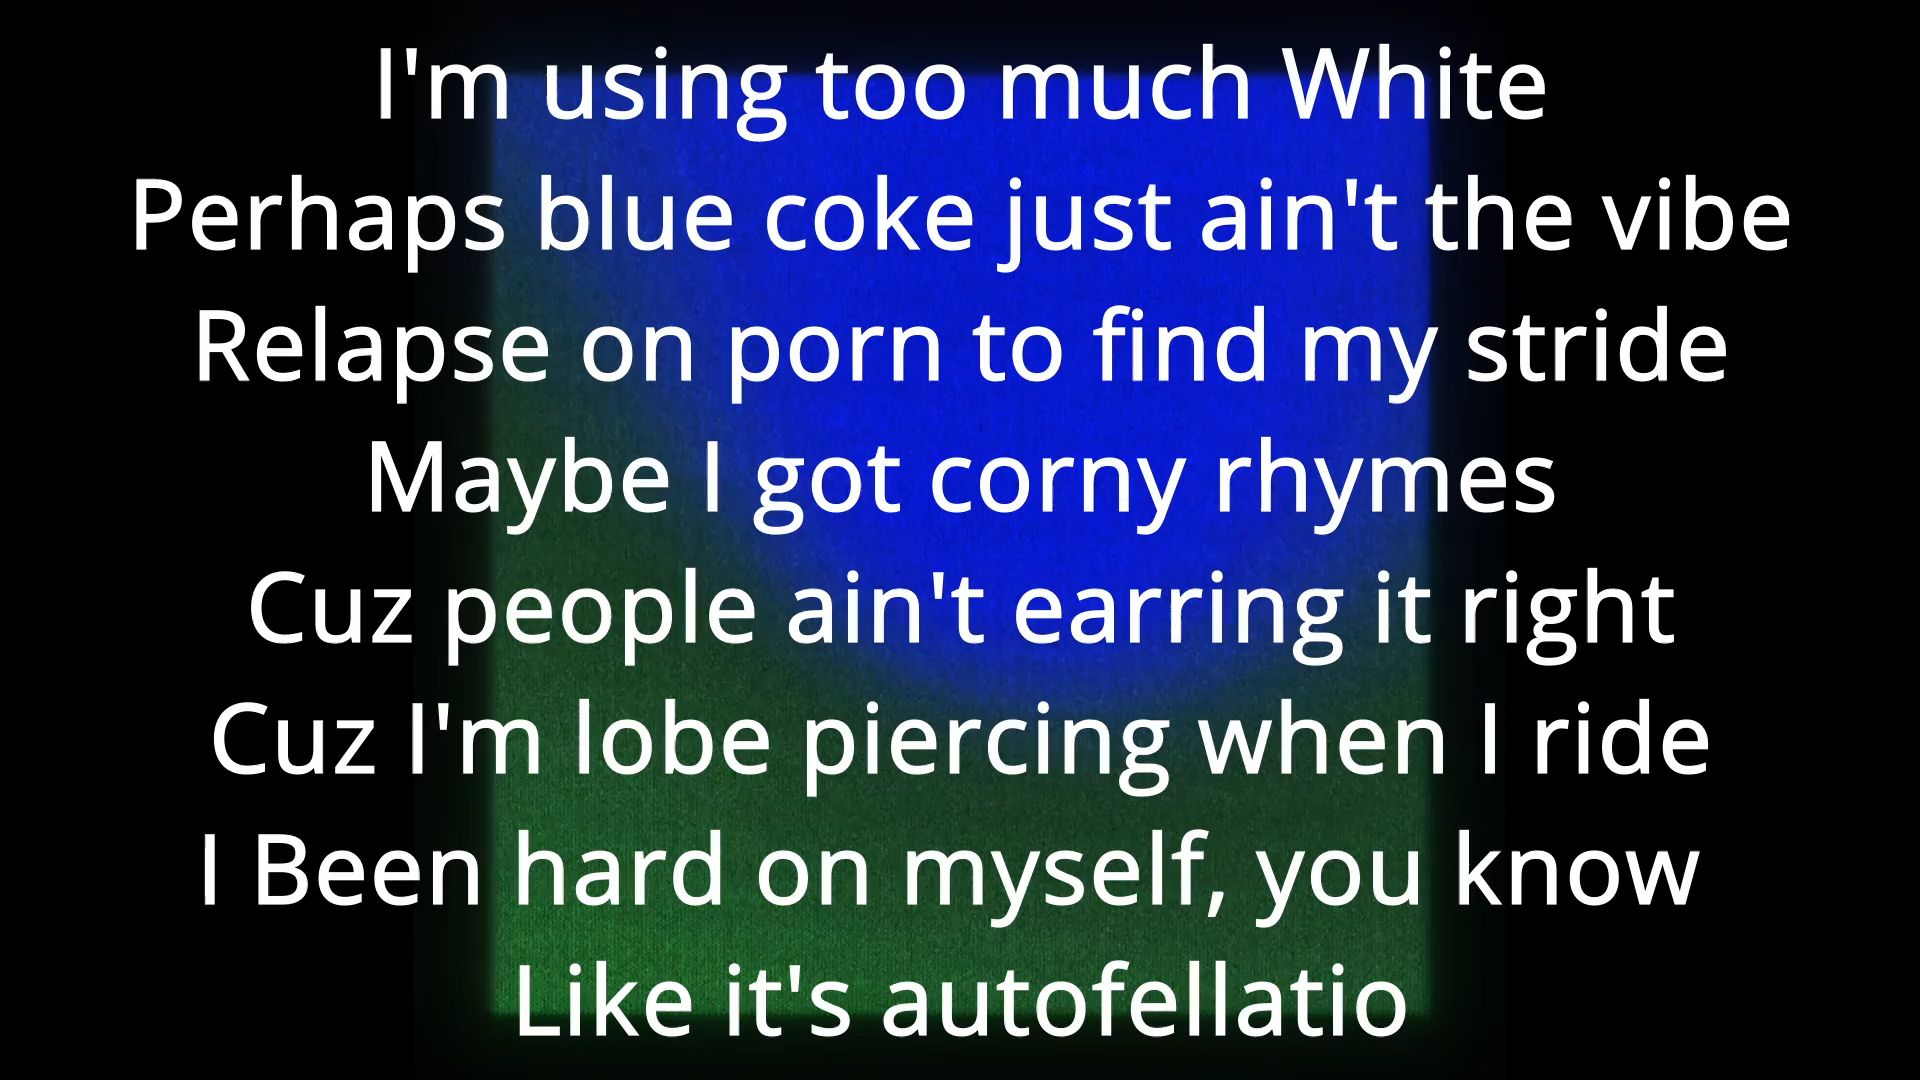 I'm using too much White
Perhaps blue coke just ain't the vibe
Relapse on porn to find my stride
Maybe I got corny rhymes
Cuz people ain't earring it right
Cuz I'm lobe piercing when I ride
I Been hard on myself, you know
Like it's autofellatio